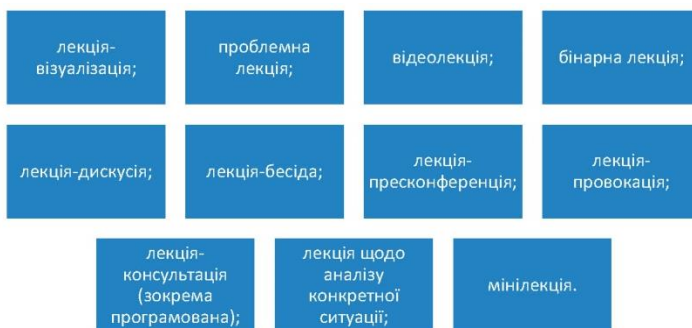 лекція-
візуалізація;
проблемна
лекція;
відеолекція;
бінарна лекція;
лекція-дискусія;
лекція-бесіда;
лекція-
пресконференція;
лекція-
провокація;
лекція-
консультація
(зокрема
програмована);
лекція щодо
аналізу
конкретної
ситуації;
мінілекція.